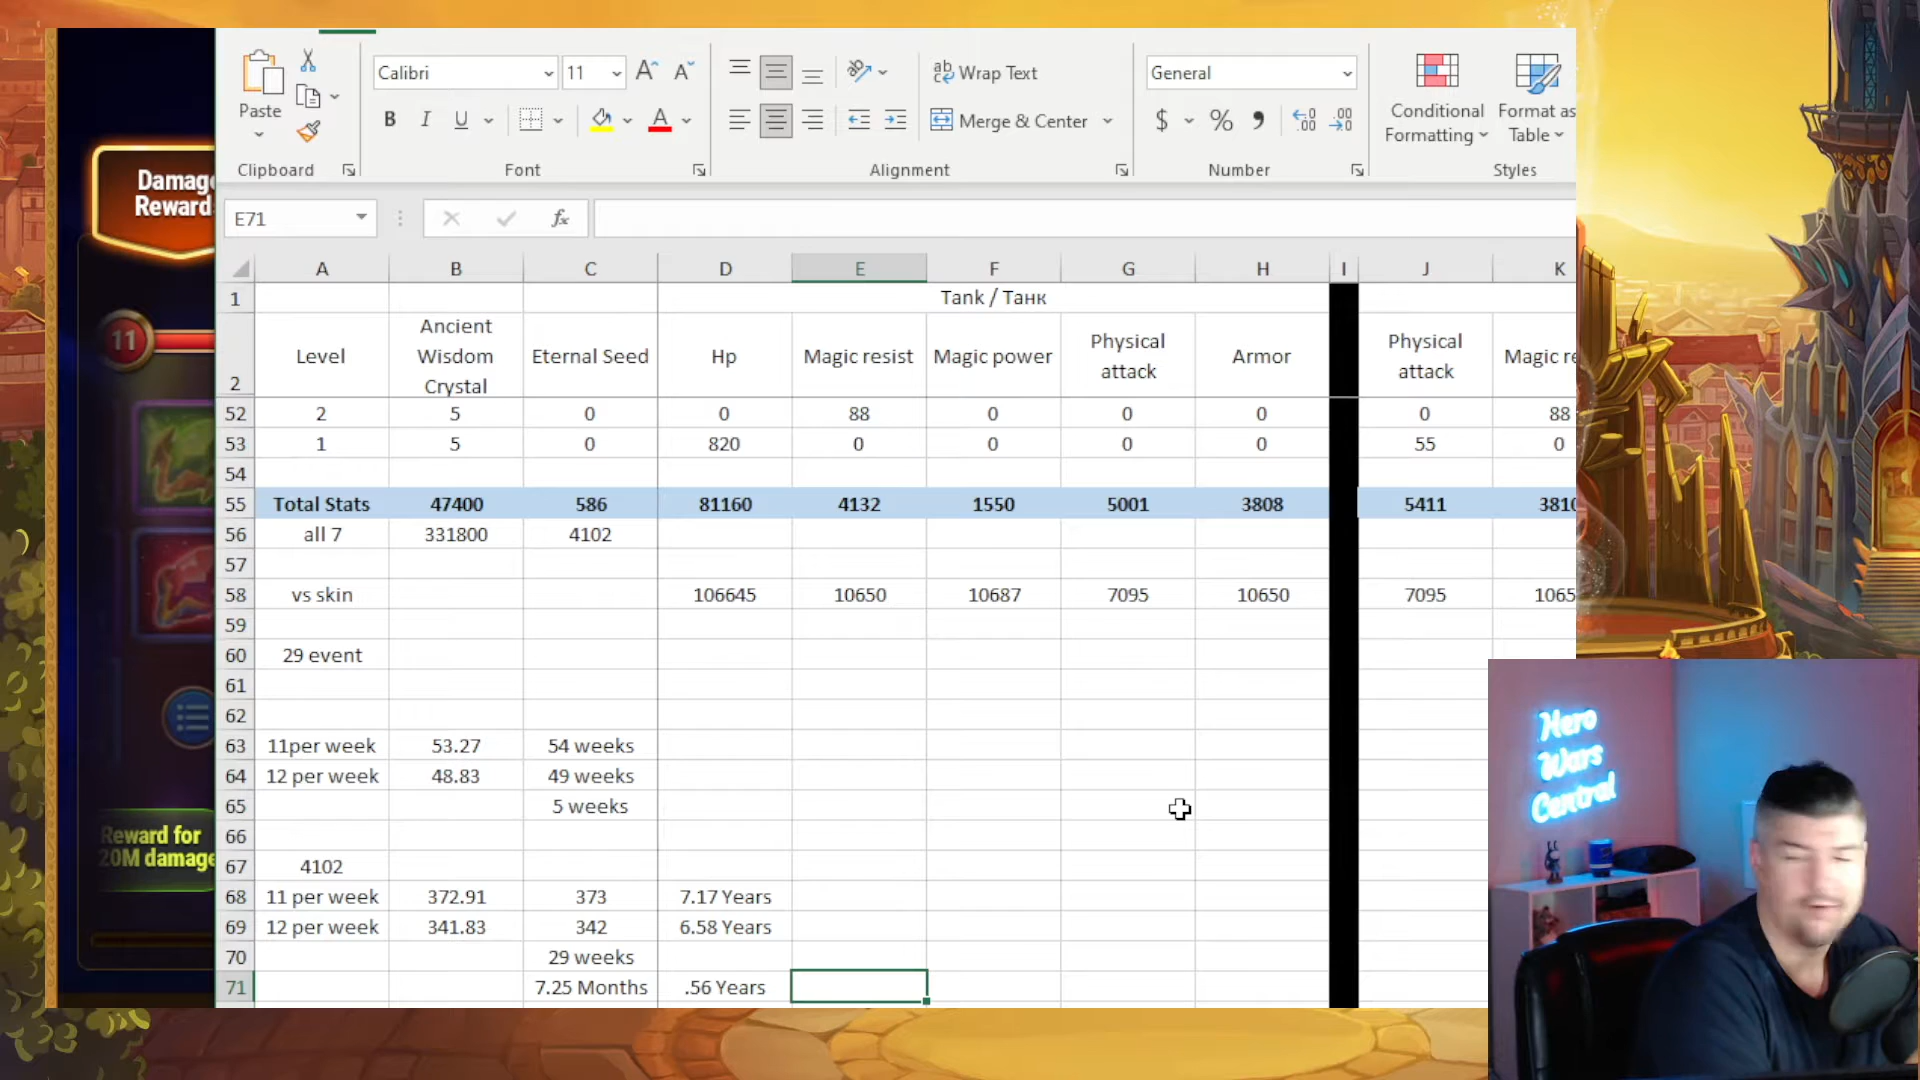 Damage
Reward
11
Reward for
20M damage
Paste
Clipboard
Calibri
11
B I U
Font
Wrap Text
Merge & Center
Alignment
General
$ % 9
Number
Conditional Formatting
Format as Table
Styles
E71
fx
A B C D E F G H I J K
1 Tank / Танк
2 Level Ancient Wisdom Crystal Eternal Seed Hp Magic resist Magic power Physical attack Armor Physical attack Magic re
52 2 5 0 0 88 0 0 0 0 88
53 1 5 0 820 0 0 0 0 55 0
54
55 Total Stats 47400 586 81160 4132 1550 5001 3808 5411 3810
56 all 7 331800 4102
57
58 vs skin 106645 10650 10687 7095 10650 7095 1065
59
60 29 event
61
62
63 11per week 53.27 54 weeks
64 12 per week 48.83 49 weeks
65 5 weeks
66
67 4102
68 11 per week 372.91 373 7.17 Years
69 12 per week 341.83 342 6.58 Years
70 29 weeks
71 7.25 Months .56 Years
Hero
Wars
Central